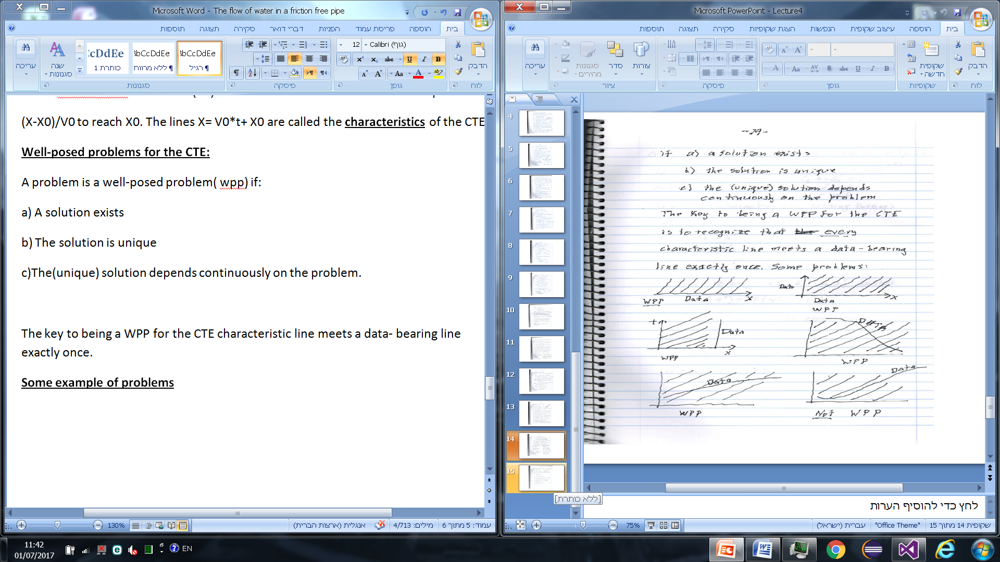 Microsoft Word - The flow of water in a friction free pipe
בית
הוספה
פריסת עמוד
הפניות
דברי דואר
סקירה
תצוגה
תוספות
הדבק
לוח
12
Calibri (גוף)
גופן
פיסקה
AaBbCcDdEe
¶ רגיל
¶ ללא מרווח
כותרת 1
שנה סגנונות
סגנונות
עריכה
(X-X0)/V0 to reach X0. The lines X= V0*t+ X0 are called the characteristics of the CTE
Well-posed problems for the CTE:
A problem is a well-posed problem( wpp) if:
a) A solution exists
b) The solution is unique
c)The(unique) solution depends continuously on the problem.
The key to being a WPP for the CTE characteristic line meets a data- bearing line
exactly once.
Some example of problems
עמוד: 5 מתוך 6
מילים: 4/713
אנגלית (ארצות הברית)
130%
Microsoft PowerPoint - Lecture4
בית
הוספה
עיצוב שקופית
הנפשות
הצגת שקופיות
סקירה
תצוגה
תוספות
הדבק
לוח
שקופית חדשה
שקופיות
גופן
פיסקה
צורות
סדר
סגנונות מהירים
ציור
עריכה
4
5
6
7
8
9
10
11
12
13
14
15
-14-
if a) a solution exists
b) the solution is unique
c) the (unique) solution depends
continuously on the problem
The key to being a WPP for the CTE
is to recognize that every
characteristic line meets a data-bearing
line exactly once. Some problems:
WPP Data x
Data Data x
WPP
t Data x
WPP
DATA
WPP
Data
WPP
Data
Not WPP
[ללא כותרת]
לחץ כדי להוסיף הערות
שקופית 14 מתוך 15
"Office Theme"
עברית (ישראל)
75%
11:42
01/07/2017
EN